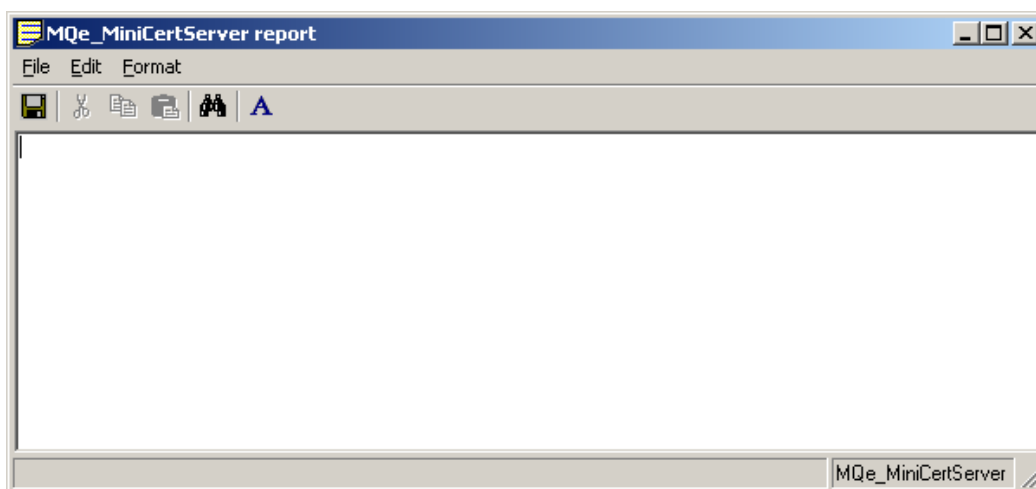 MQe_MiniCertServer report
File Edit Format
A
MQe_MiniCertServer